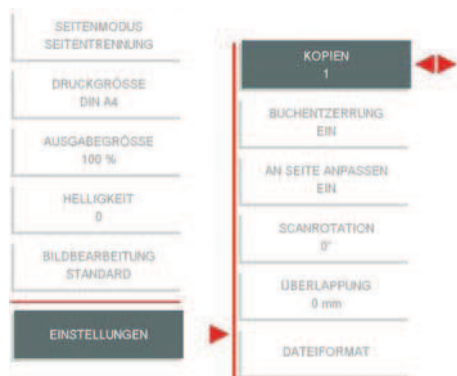 SEITENMODUS
SEITENTRENNUNG
DRUCKGRÖSSE
DIN A4
AUSGABEGRÖSSE
100 %
HELLIGKEIT
0
BILDBEARBEITUNG
STANDARD
EINSTELLUNGEN
KOPIEN
1
BUCHENTZERRUNG
EIN
AN SEITE ANPASSEN
EIN
SCANROTATION
0°
ÜBERLAPPUNG
0 mm
DATEIFORMAT